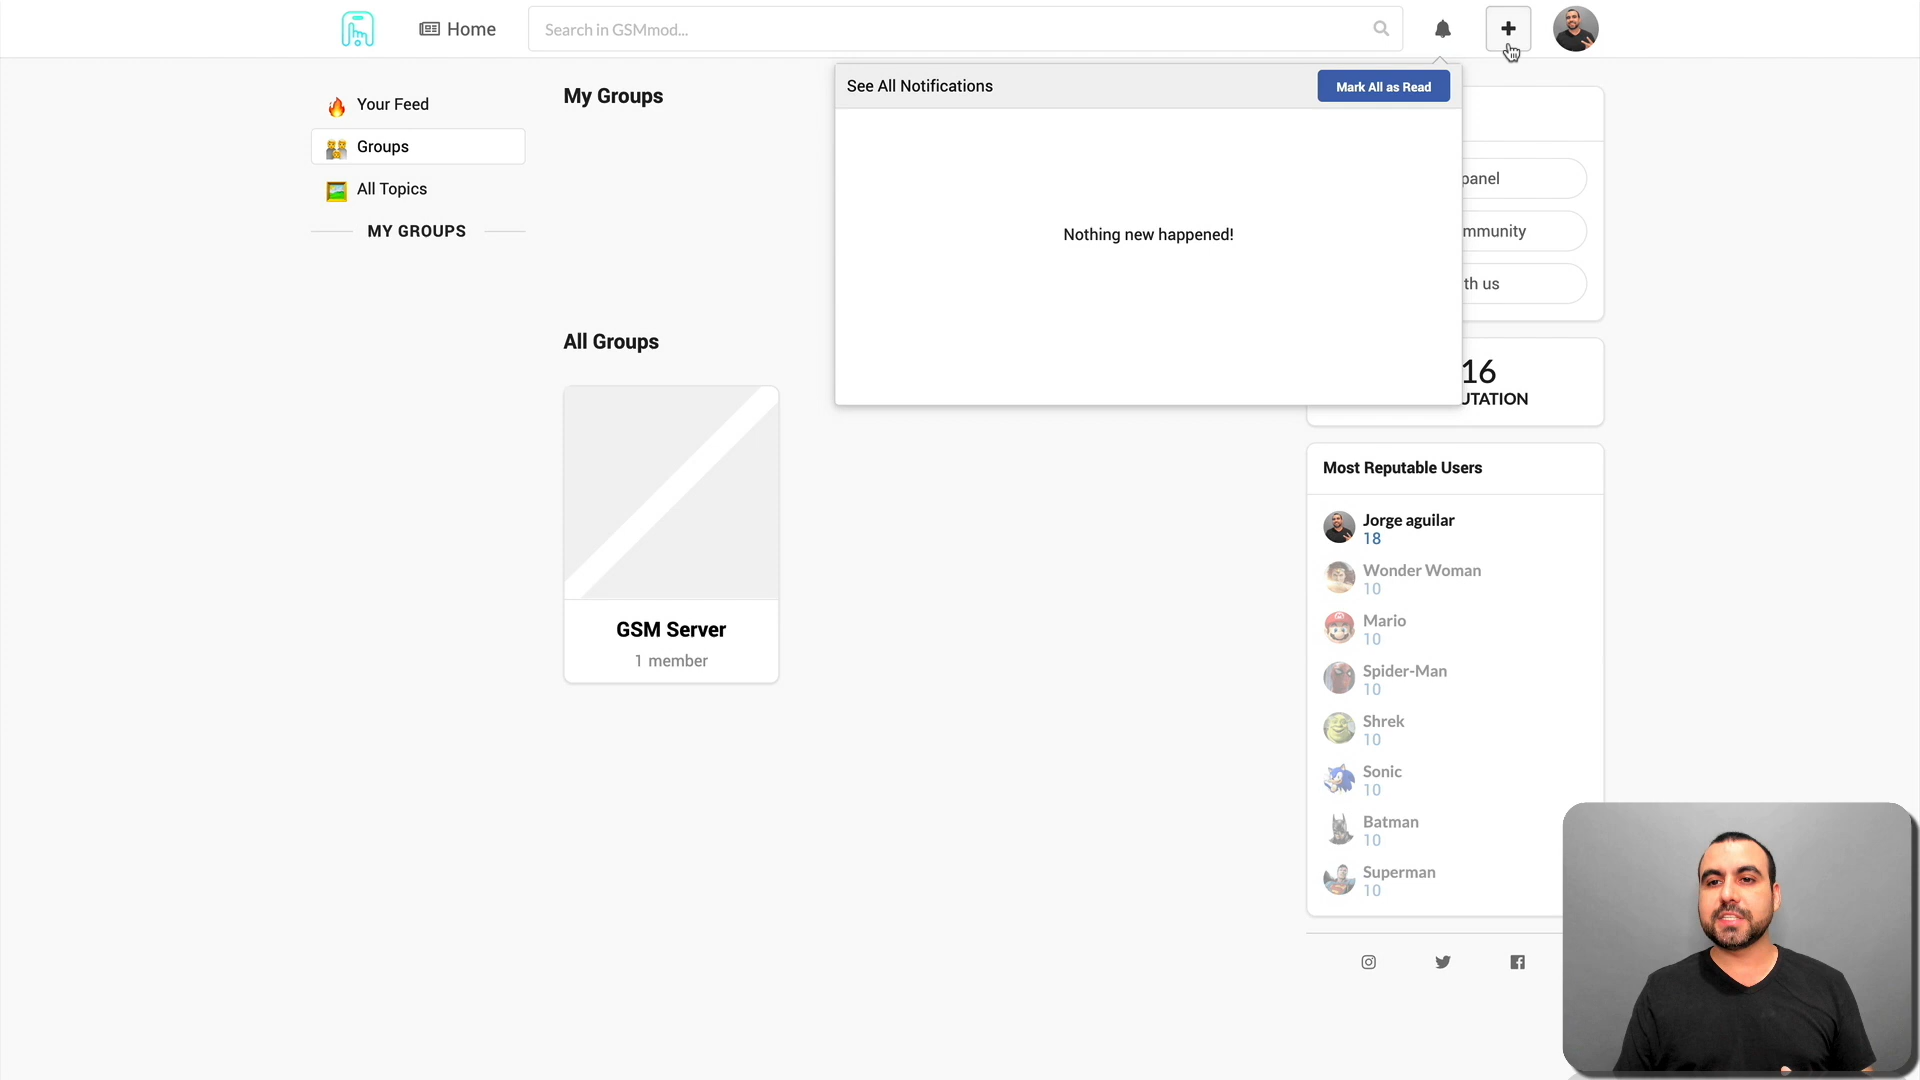 Home
Search in GSMmod...
See All Notifications
Mark All as Read
Nothing new happened!
Your Feed
Groups
All Topics
MY GROUPS
My Groups
All Groups
GSM Server
1 member
panel
mmunity
th us
16
UTATION
Most Reputable Users
Jorge aguilar
18
Wonder Woman
10
Mario
10
Spider-Man
10
Shrek
10
Sonic
10
Batman
10
Superman
10